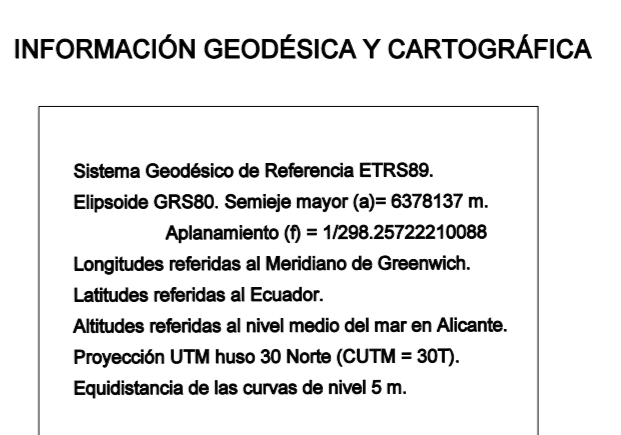 INFORMACIÓN GEODÉSICA Y CARTOGRÁFICA
Sistema Geodésico de Referencia ETRS89.
Elipsoide GRS80. Semieje mayor (a)= 6378137 m.
Aplanamiento (f) = 1/298.25722210088
Longitudes referidas al Meridiano de Greenwich.
Latitudes referidas al Ecuador.
Altitudes referidas al nivel medio del mar en Alicante.
Proyección UTM huso 30 Norte (CUTM = 30T).
Equidistancia de las curvas de nivel 5 m.